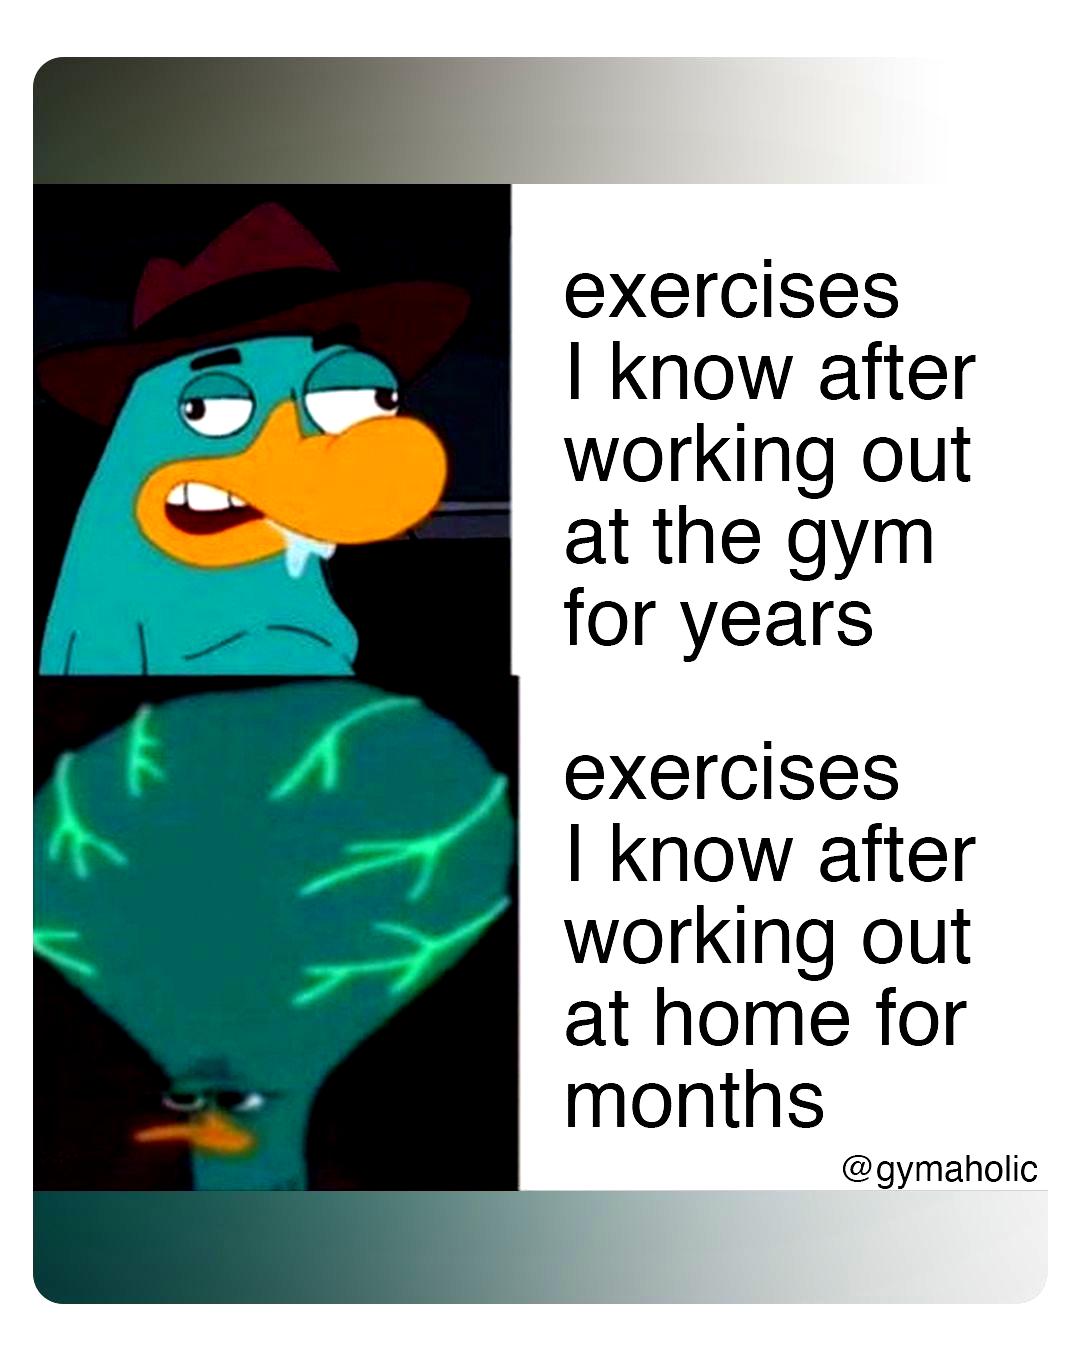 exercises
I know after
working out
at the gym
for years
exercises
I know after
working out
at home for
months
@gymaholic